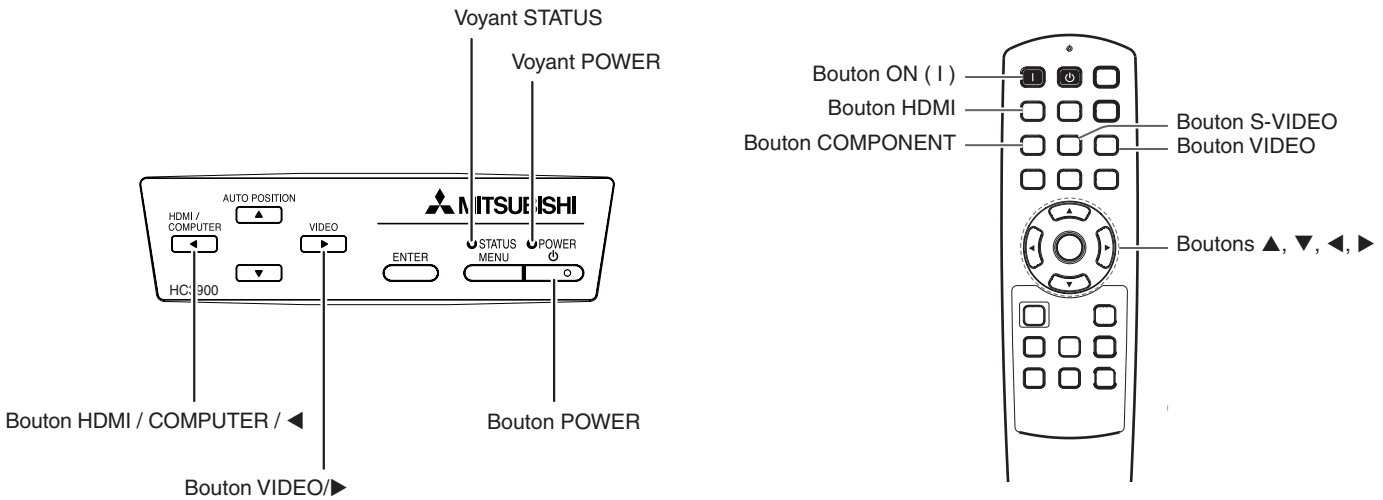 Voyant STATUS
Voyant POWER
AUTO POSITION
HDMI /
COMPUTER
VIDEO
MITSUBISHI
STATUS
POWER
ENTER
MENU
HC3900
Bouton HDMI / COMPUTER / ◀
Bouton POWER
Bouton VIDEO/▶
Bouton ON ( I )
Bouton HDMI
Bouton COMPONENT
Bouton S-VIDEO
Bouton VIDEO
Boutons ▲, ▼, ◀, ▶